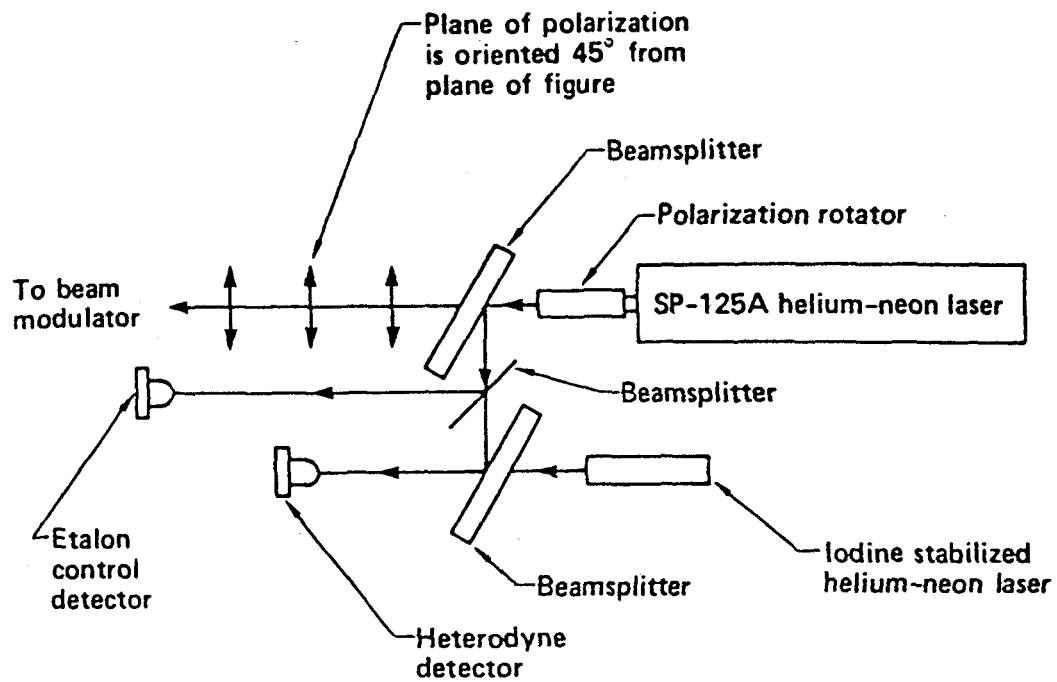 Plane of polarization
is oriented 45° from
plane of figure
Beamsplitter
Polarization rotator
To beam
modulator
SP-125A helium-neon laser
Beamsplitter
Etalon
control
detector
Beamsplitter
Iodine stabilized
helium-neon laser
Heterodyne
detector